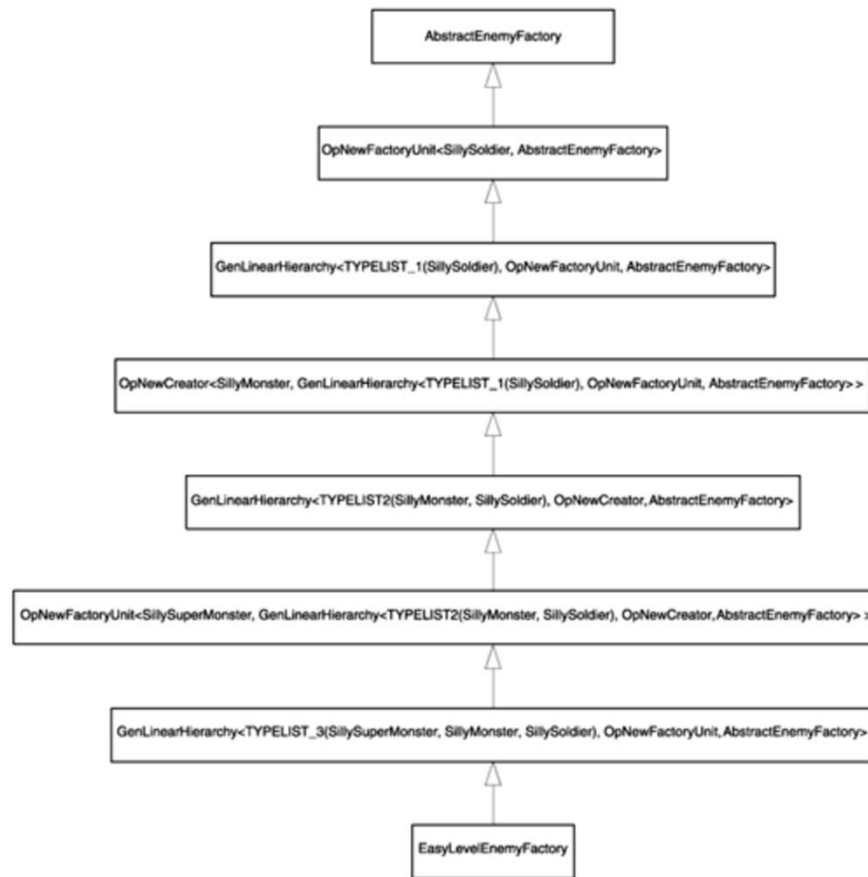 AbstractEnemyFactory
OpNewFactoryUnit<SillySoldier, AbstractEnemyFactory>
GenLinearHierarchy<TYPELIST_1(SillySoldier), OpNewFactoryUnit, AbstractEnemyFactory>
OpNewCreator<SillyMonster, GenLinearHierarchy<TYPELIST_1(SillySoldier), OpNewFactoryUnit, AbstractEnemyFactory> >
GenLinearHierarchy<TYPELIST2(SillyMonster, SillySoldier), OpNewCreator,AbstractEnemyFactory>
OpNewFactoryUnit<SillySuperMonster, GenLinearHierarchy<TYPELIST2(SillyMonster, SillySoldier), OpNewCreator,AbstractEnemyFactory> >
GenLinearHierarchy<TYPELIST_3(SillySuperMonster, SillyMonster, SillySoldier), OpNewFactoryUnit,AbstractEnemyFactory>
EasyLevelEnemyFactory